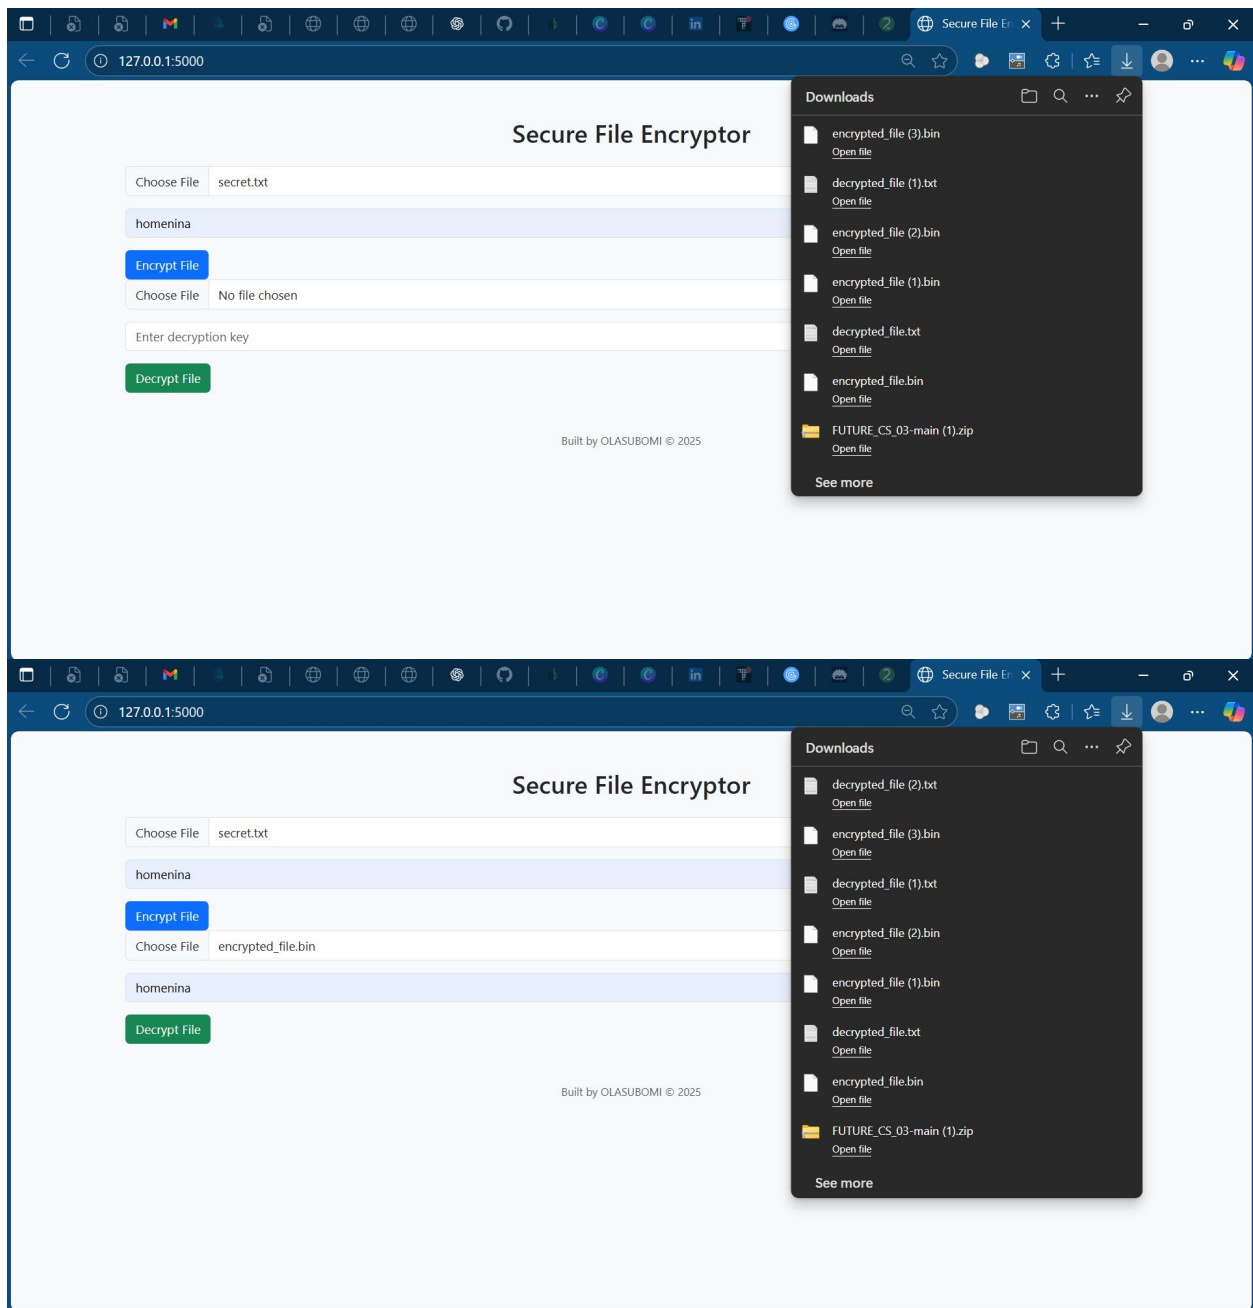 Secure File En
127.0.0.1:5000
Downloads
Secure File Encryptor
Choose File secret.txt
homenina
Encrypt File
Choose File No file chosen
Enter decryption key
Decrypt File
Built by OLASUBOMI © 2025
encrypted_file (3).bin
Open file
decrypted_file (1).txt
Open file
encrypted_file (2).bin
Open file
encrypted_file (1).bin
Open file
decrypted_file.txt
Open file
encrypted_file.bin
Open file
FUTURE_CS_03-main (1).zip
Open file
See more
Secure File En
127.0.0.1:5000
Downloads
Secure File Encryptor
Choose File secret.txt
homenina
Encrypt File
Choose File encrypted_file.bin
homenina
Decrypt File
Built by OLASUBOMI © 2025
decrypted_file (2).txt
Open file
encrypted_file (3).bin
Open file
decrypted_file (1).txt
Open file
encrypted_file (2).bin
Open file
encrypted_file (1).bin
Open file
decrypted_file.txt
Open file
encrypted_file.bin
Open file
FUTURE_CS_03-main (1).zip
Open file
See more